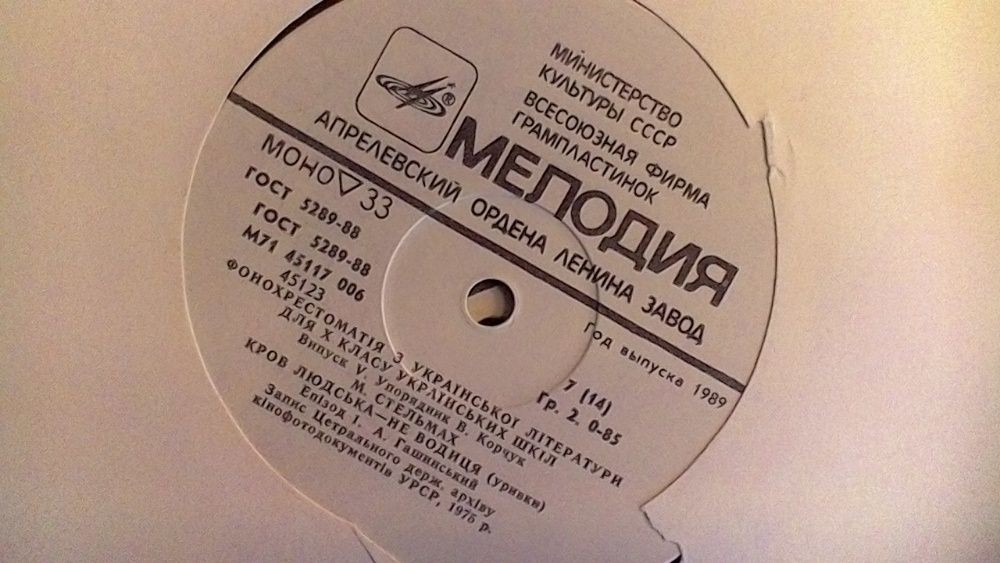 МИНИСТЕРСТВО
КУЛЬТУРЫ СССР
ВСЕСОЮЗНАЯ ФИРМА
ГРАМПЛАСТИНОК
®
МЕЛОДИЯ
АПРЕЛЕВСКИЙ ОРДЕНА ЛЕНИНА ЗАВОД
МОНО 33
ГОСТ 5289-88
ГОСТ 5289-88
М71 45117 006
45123
Год выпуска 1989
7 (14)
ГР. 2. 0-85
ФОНОХРЕСТОМАТІЯ З УКРАЇНСЬКОЇ ЛІТЕРАТУРИ
ДЛЯ X КЛАСУ УКРАЇНСЬКИХ ШКІЛ
Випуск V. Упорядник В. Корчук
М. СТЕЛЬМАХ
КРОВ ЛЮДСЬКА—НЕ ВОДИЦЯ (уривки)
Епізод І. А. Гашинський
Запис Цетрального держ. архіву
кінофотодокументів УРСР, 1975 р.